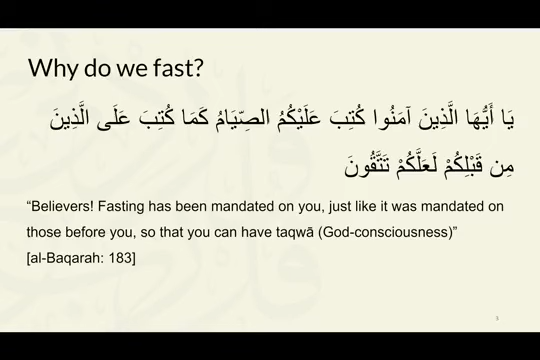 Why do we fast?
يَا أَيُّهَا الَّذِينَ آمَنُوا كُتِبَ عَلَيْكُمُ الصِّيَامُ كَمَا كُتِبَ عَلَى الَّذِينَ
مِن قَبْلِكُمْ لَعَلَّكُمْ تَتَّقُونَ
“Believers! Fasting has been mandated on you, just like it was mandated on
those before you, so that you can have taqwā (God-consciousness)”
[al-Baqarah: 183]